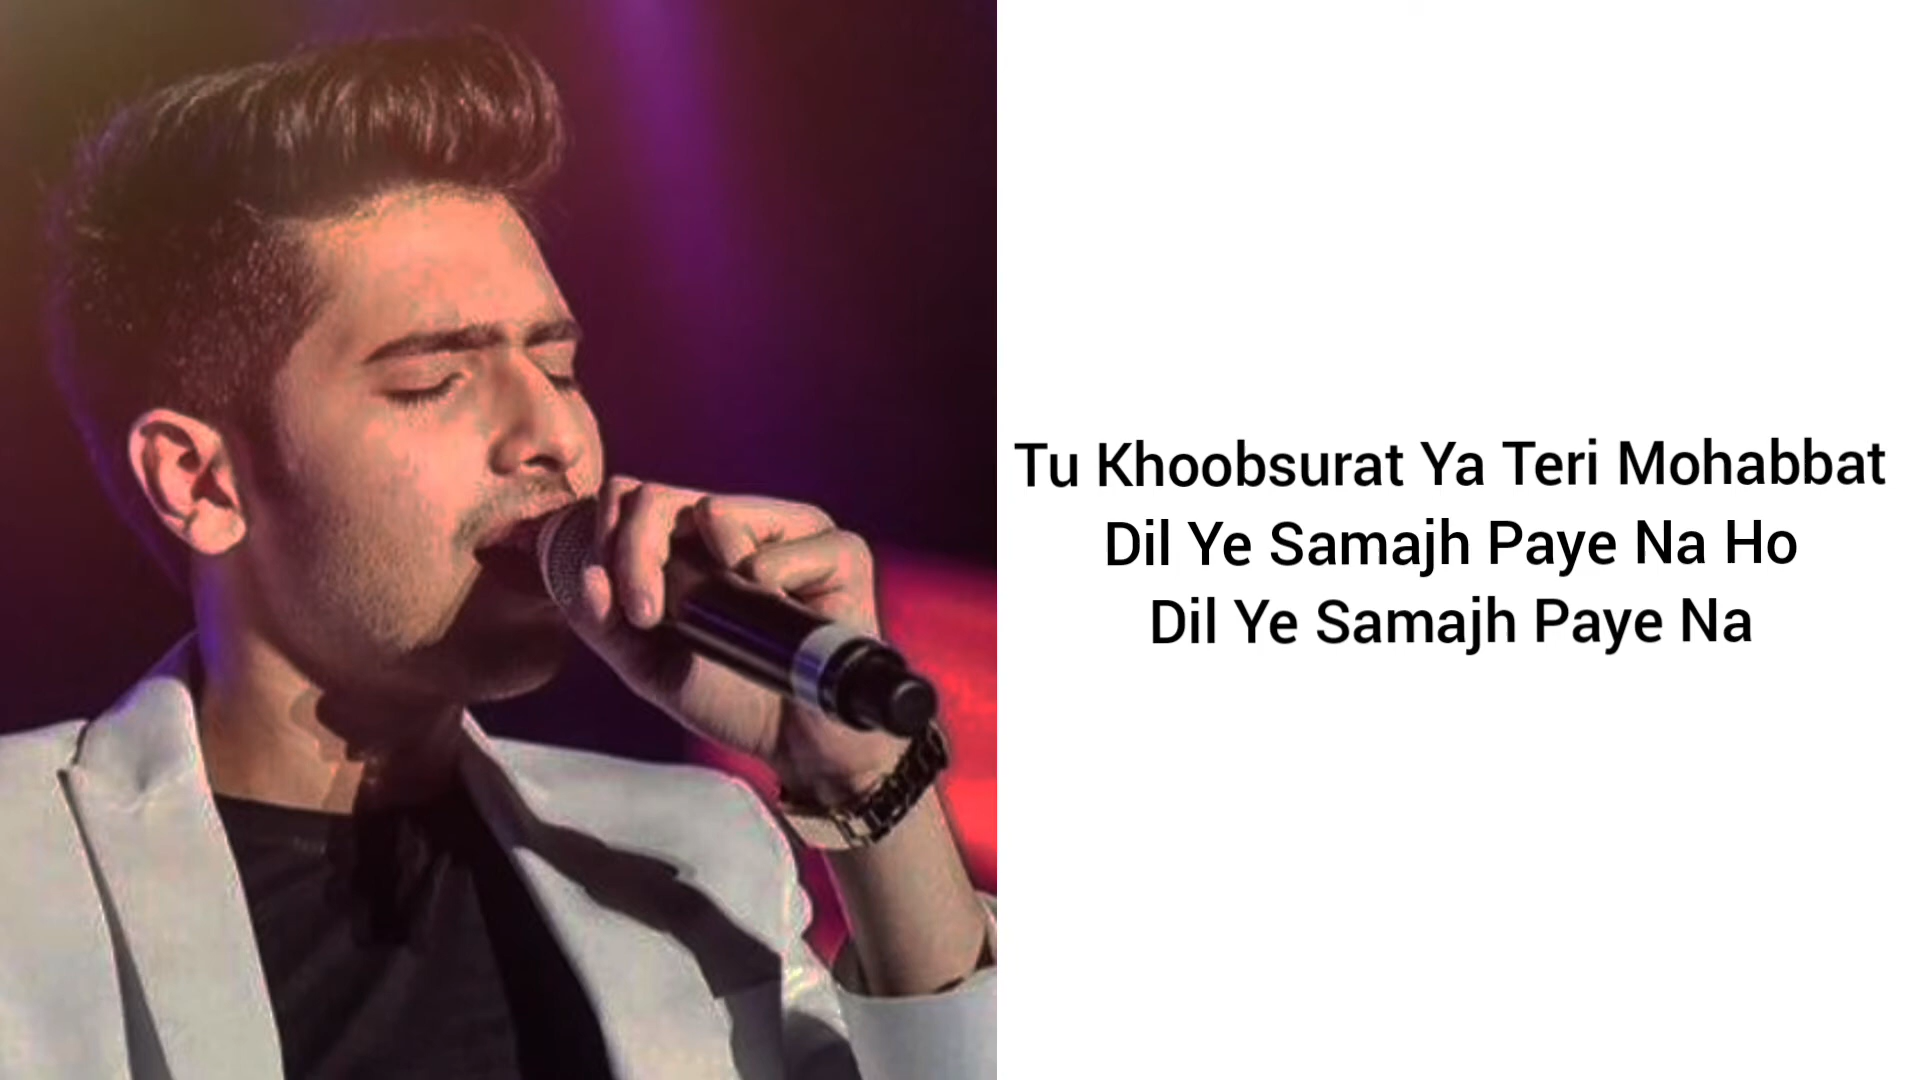 Tu Khoobsurat Ya Teri Mohabbat
Dil Ye Samajh Paye Na Ho
Dil Ye Samajh Paye Na